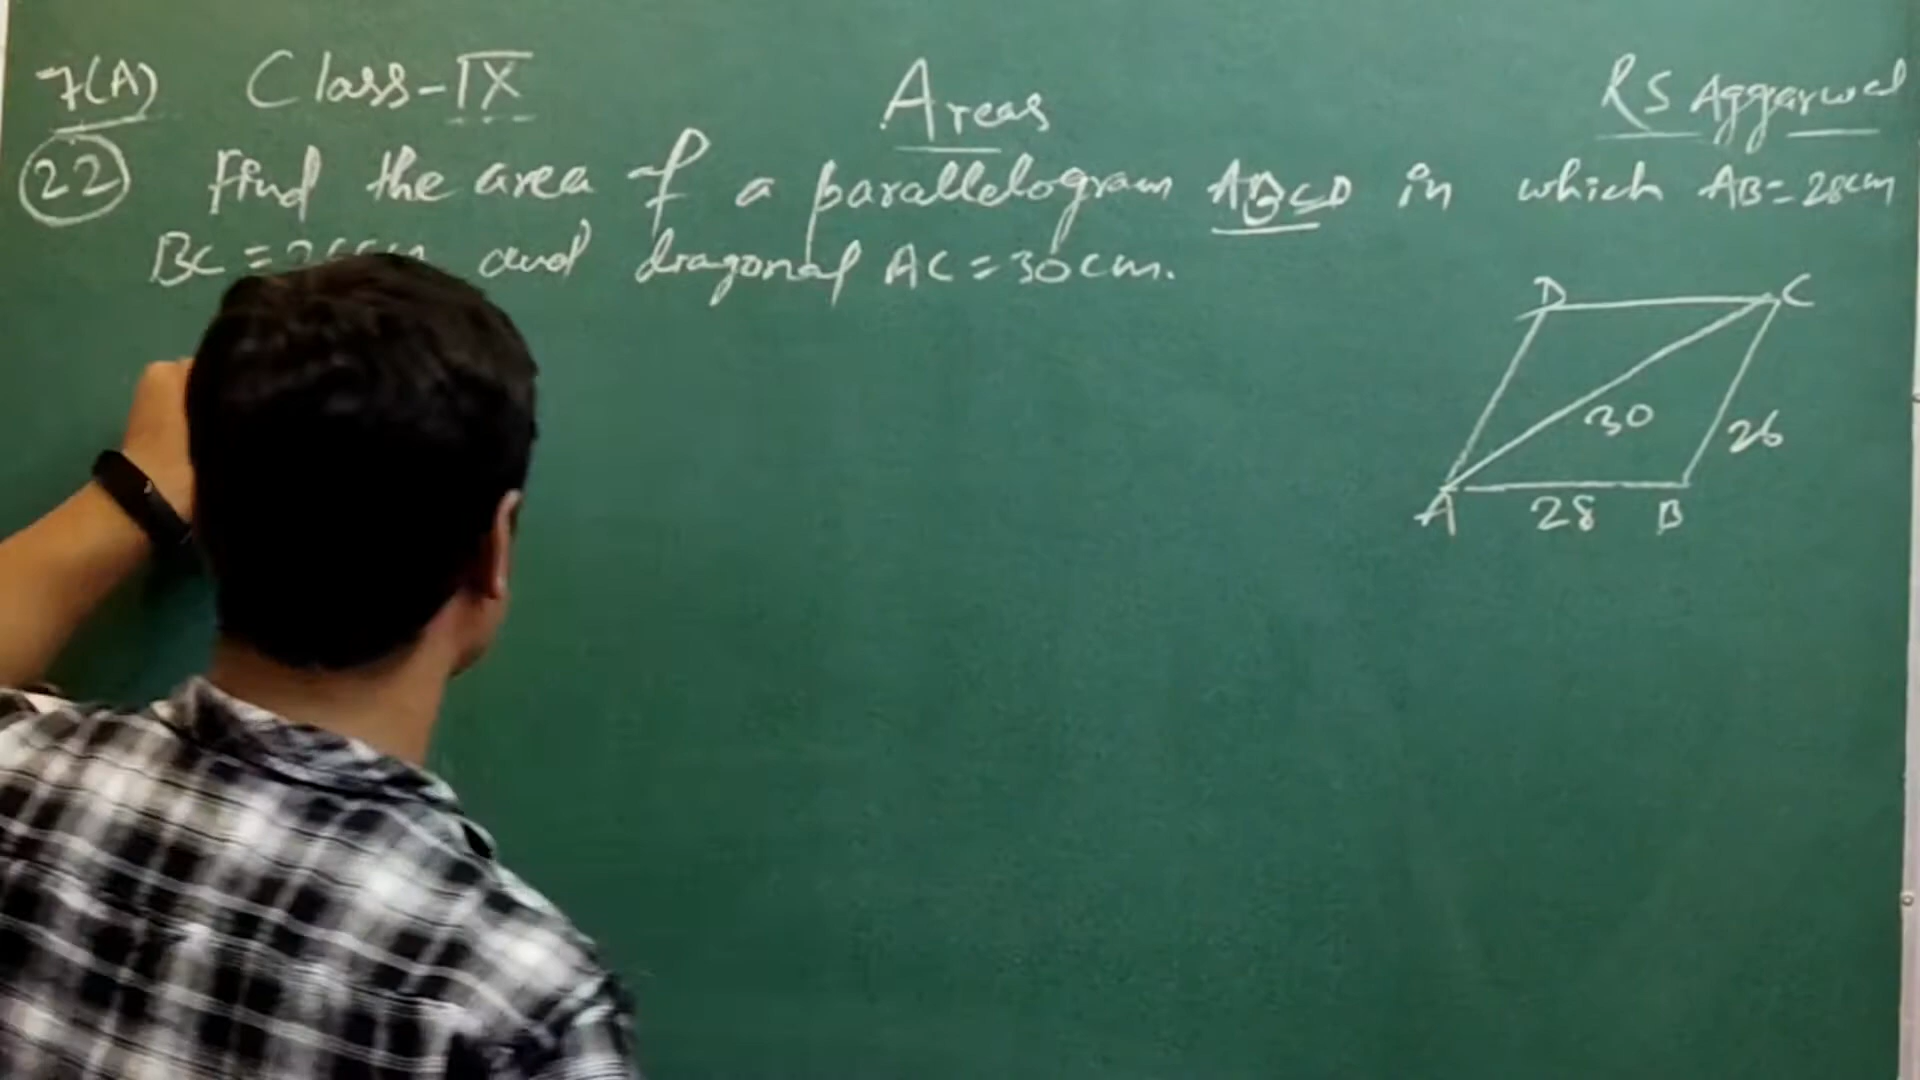 7(A) Class-IX Areas RS Aggarwal
22 Find the area of a parallelogram ABCD in which AB=28cm
BC=26cm and diagonal AC=30cm.
D C
30
26
A 28 B